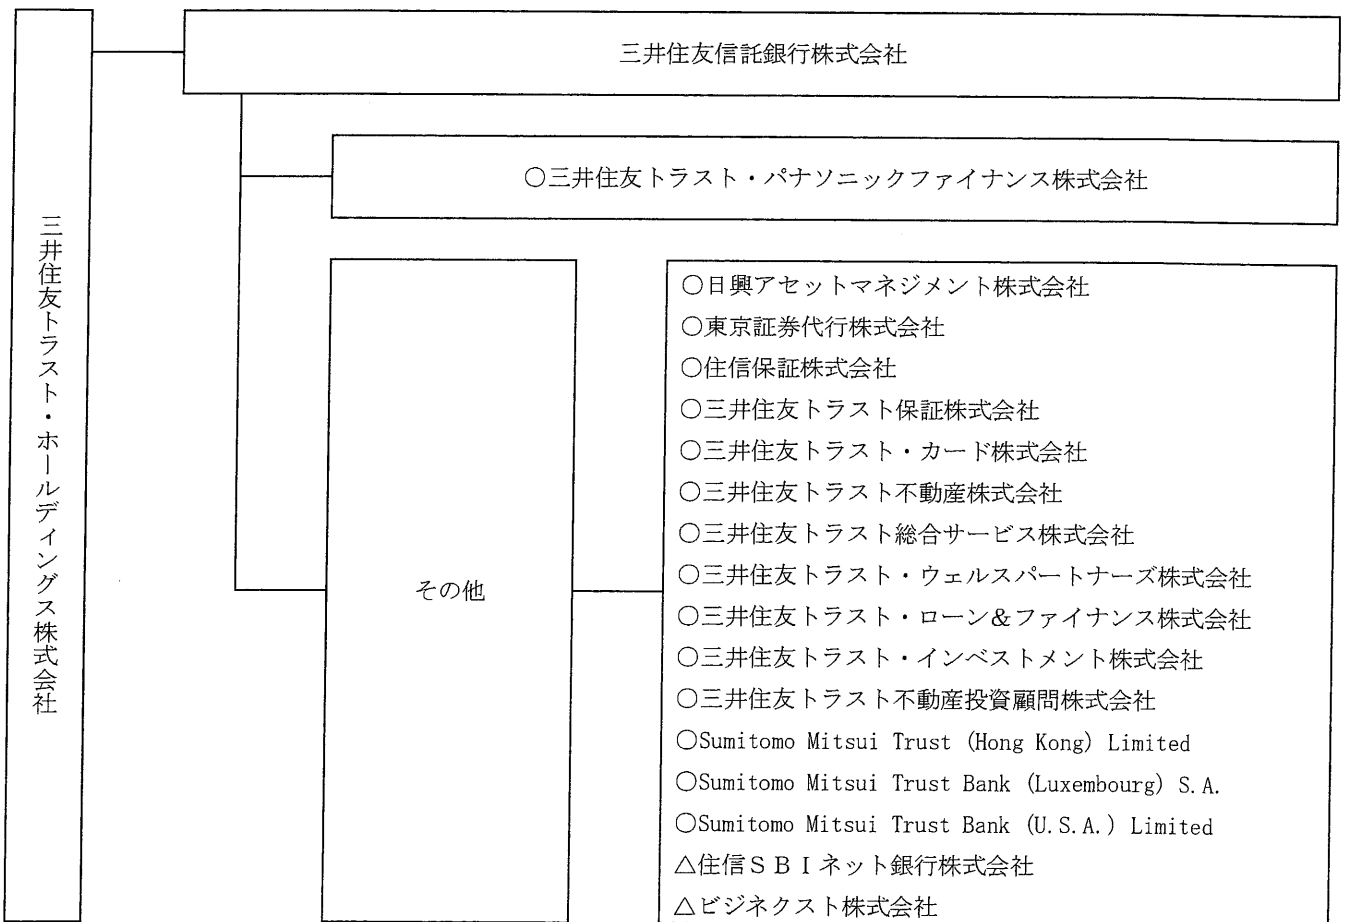 三井住友トラスト・ホールディングス株式会社
三井住友信託銀行株式会社
○三井住友トラスト・パナソニックファイナンス株式会社
その他
○日興アセットマネジメント株式会社
○東京証券代行株式会社
○住信保証株式会社
○三井住友トラスト保証株式会社
○三井住友トラスト・カード株式会社
○三井住友トラスト不動産株式会社
○三井住友トラスト総合サービス株式会社
○三井住友トラスト・ウェルスパートナーズ株式会社
○三井住友トラスト・ローン&ファイナンス株式会社
○三井住友トラスト・インベストメント株式会社
○三井住友トラスト不動産投資顧問株式会社
○Sumitomo Mitsui Trust (Hong Kong) Limited
○Sumitomo Mitsui Trust Bank (Luxembourg) S.A.
○Sumitomo Mitsui Trust Bank (U.S.A.) Limited
△住信SBIネット銀行株式会社
△ビジネクスト株式会社